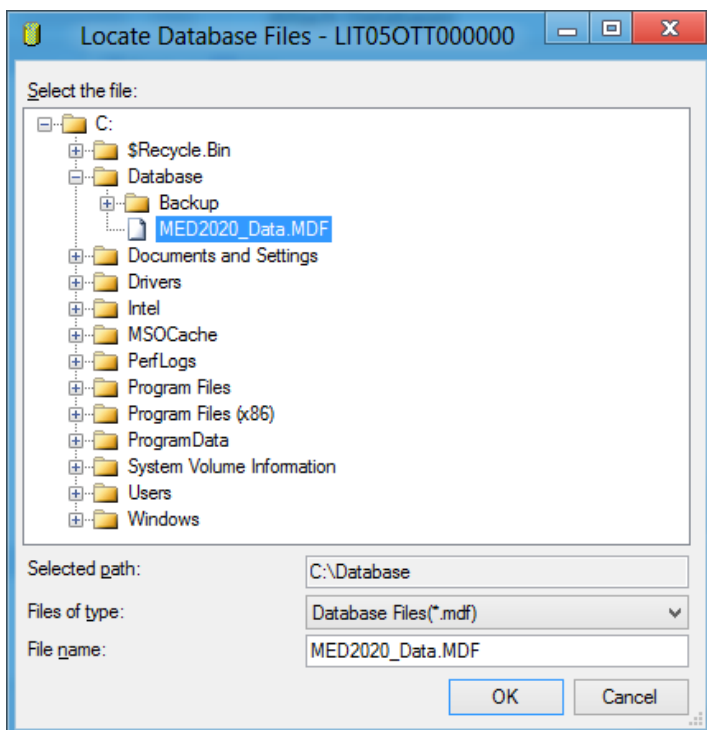 Locate Database Files - LIT05OTT000000
Select the file:
C:
$Recycle.Bin
Database
Backup
MED2020_Data.MDF
Documents and Settings
Drivers
Intel
MSOCache
PerfLogs
Program Files
Program Files (x86)
ProgramData
System Volume Information
Users
Windows
Selected path:
C:\Database
Files of type:
Database Files(*.mdf)
File name:
MED2020_Data.MDF
OK
Cancel